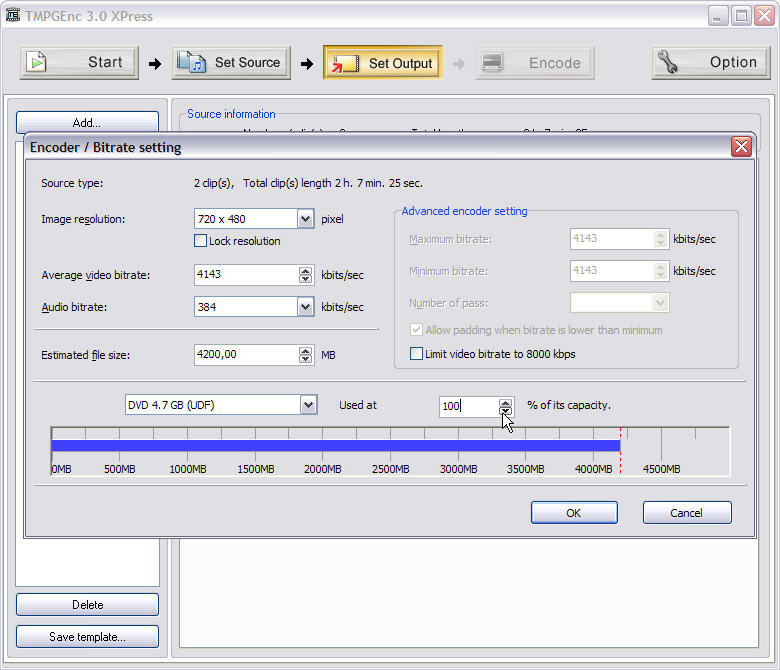 TMPGEnc 3.0 XPress
Start Set Source Set Output Encode Option
Add...
Source information
Encoder / Bitrate setting
Source type: 2 clip(s), Total clip(s) length 2 h. 7 min. 25 sec.
Image resolution: 720 x 480 pixel
Lock resolution
Average video bitrate: 4143 kbits/sec
Audio bitrate: 384 kbits/sec
Estimated file size: 4200,00 MB
Advanced encoder setting
Maximum bitrate: 4143 kbits/sec
Minimum bitrate: 4143 kbits/sec
Number of pass:
Allow padding when bitrate is lower than minimum
Limit video bitrate to 8000 kbps
DVD 4.7 GB (UDF) Used at 100 % of its capacity.
0MB 500MB 1000MB 1500MB 2000MB 2500MB 3000MB 3500MB 4000MB 4500MB
OK Cancel
Delete
Save template...